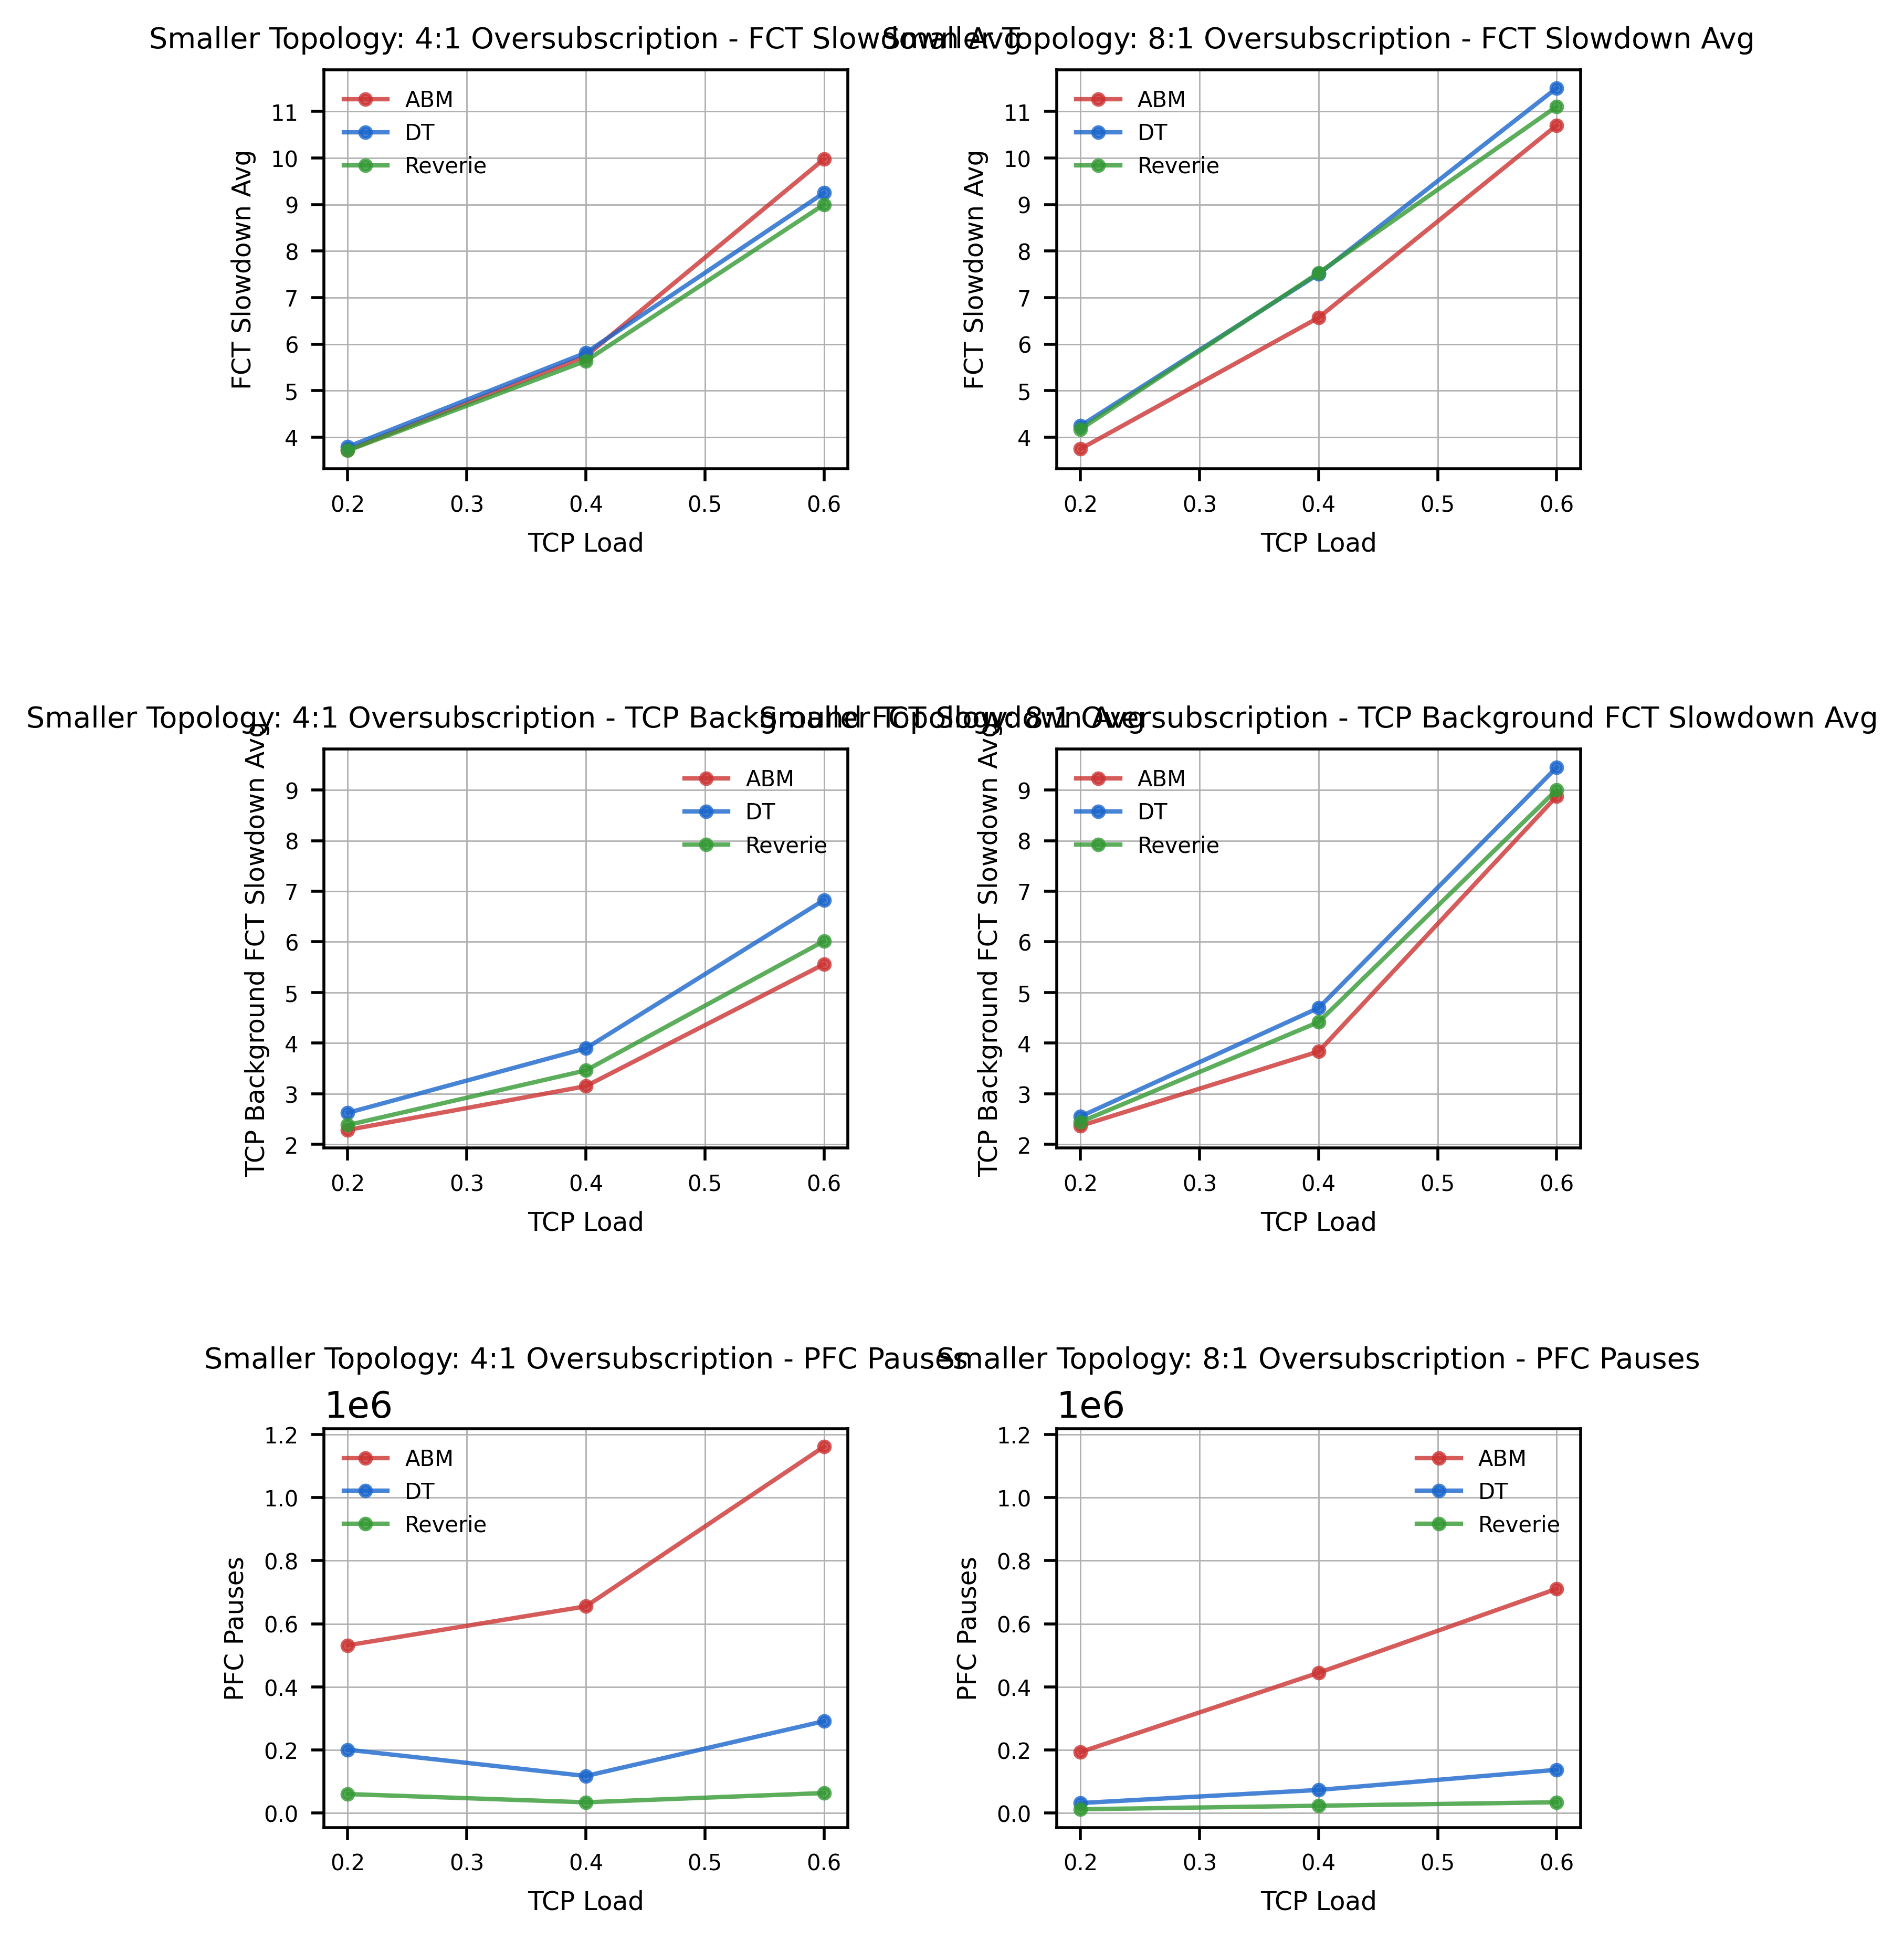 Smaller Topology: 4:1 Oversubscription - FCT Slowdown Avg
Smaller Topology: 8:1 Oversubscription - FCT Slowdown Avg
ABM
DT
Reverie
11
10
9
8
7
6
5
4
FCT Slowdown Avg
0.2 0.3 0.4 0.5 0.6
TCP Load
ABM
DT
Reverie
11
10
9
8
7
6
5
4
FCT Slowdown Avg
0.2 0.3 0.4 0.5 0.6
TCP Load
Smaller Topology: 4:1 Oversubscription - TCP Background FCT Slowdown Avg
Smaller Topology: 8:1 Oversubscription - TCP Background FCT Slowdown Avg
ABM
DT
Reverie
9
8
7
6
5
4
3
2
TCP Background FCT Slowdown Avg
0.2 0.3 0.4 0.5 0.6
TCP Load
ABM
DT
Reverie
9
8
7
6
5
4
3
2
TCP Background FCT Slowdown Avg
0.2 0.3 0.4 0.5 0.6
TCP Load
Smaller Topology: 4:1 Oversubscription - PFC Pauses
Smaller Topology: 8:1 Oversubscription - PFC Pauses
1e6
ABM
DT
Reverie
1.2
1.0
0.8
0.6
0.4
0.2
0.0
PFC Pauses
0.2 0.3 0.4 0.5 0.6
TCP Load
1e6
ABM
DT
Reverie
1.2
1.0
0.8
0.6
0.4
0.2
0.0
PFC Pauses
0.2 0.3 0.4 0.5 0.6
TCP Load